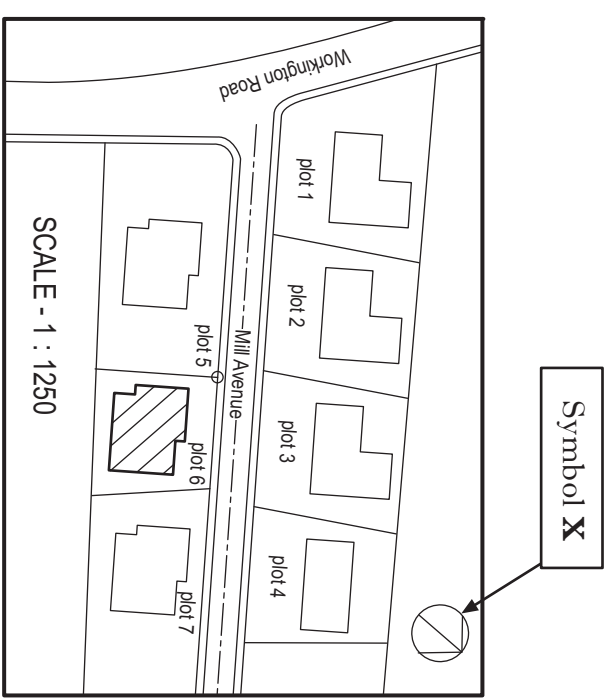 Symbol X
Workington Road
plot 1
plot 2
plot 3
plot 4
Mill Avenue
plot 5
plot 6
plot 7
SCALE - 1 : 1250